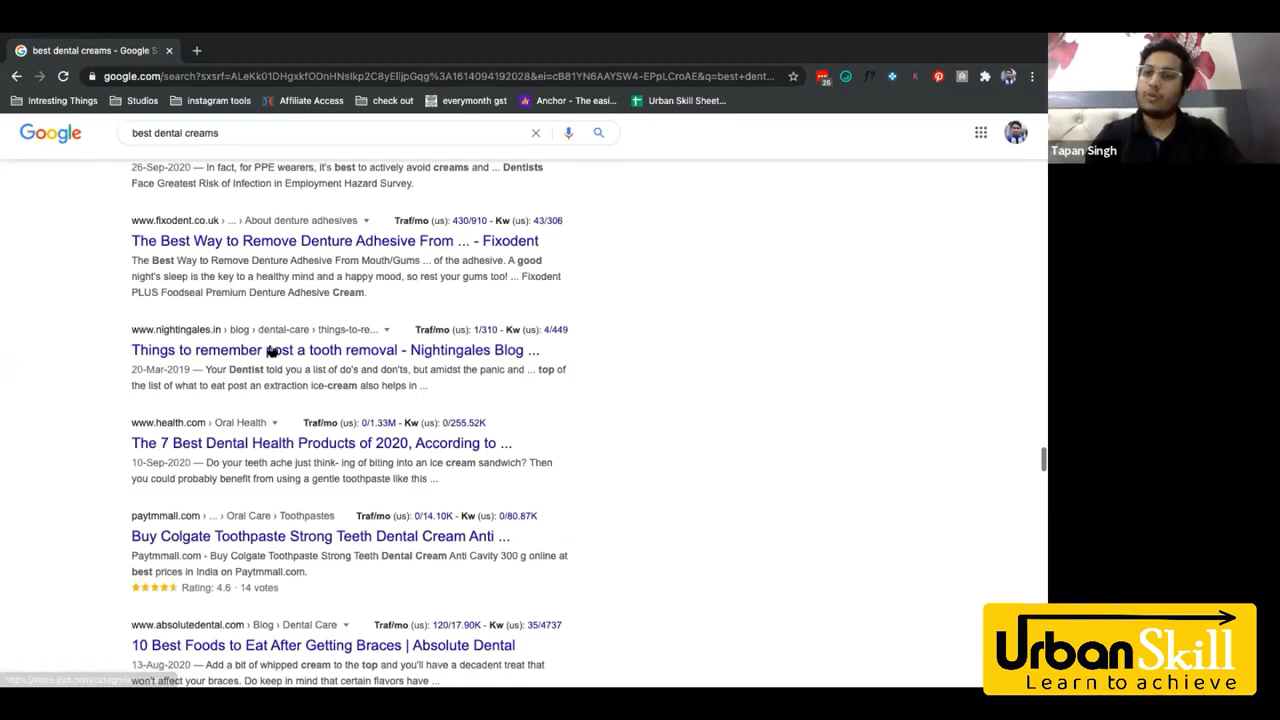 best dental creams - Google S
google.com/search?sxsrf=ALeKk01DHgxkfODnHNsIkp2C8yEIijpGqg%3A1614094192028&ei=cB81YN6AAYSW4-EPpLCroAE&q=best+dent...
25
f?
Intresting Things
Studios
instagram tools
Affiliate Access
check out
everymonth gst
Anchor - The easi...
Urban Skill Sheet...
Tapan Singh
Google
best dental creams
26-Sep-2020 — In fact, for PPE wearers, it's best to actively avoid creams and ... Dentists
Face Greatest Risk of Infection in Employment Hazard Survey.
www.fixodent.co.uk › ... › About denture adhesives Traf/mo (us): 430/910 - Kw (us): 43/306
The Best Way to Remove Denture Adhesive From ... - Fixodent
The Best Way to Remove Denture Adhesive From Mouth/Gums ... of the adhesive. A good
night's sleep is the key to a healthy mind and a happy mood, so rest your gums too! ... Fixodent
PLUS Foodseal Premium Denture Adhesive Cream.
www.nightingales.in › blog › dental-care › things-to-re... Traf/mo (us): 1/310 - Kw (us): 4/449
Things to remember post a tooth removal - Nightingales Blog ...
20-Mar-2019 — Your Dentist told you a list of do's and don'ts, but amidst the panic and ... top of
the list of what to eat post an extraction ice-cream also helps in ...
www.health.com › Oral Health Traf/mo (us): 0/1.33M - Kw (us): 0/255.52K
The 7 Best Dental Health Products of 2020, According to ...
10-Sep-2020 — Do your teeth ache just think- ing of biting into an ice cream sandwich? Then
you could probably benefit from using a gentle toothpaste like this ...
paytmmall.com › ... › Oral Care › Toothpastes Traf/mo (us): 0/14.10K - Kw (us): 0/80.87K
Buy Colgate Toothpaste Strong Teeth Dental Cream Anti ...
Paytmmall.com - Buy Colgate Toothpaste Strong Teeth Dental Cream Anti Cavity 300 g online at
best prices in India on Paytmmall.com.
Rating: 4.6 · 14 votes
www.absolutedental.com › Blog › Dental Care Traf/mo (us): 120/17.90K - Kw (us): 35/4737
10 Best Foods to Eat After Getting Braces | Absolute Dental
13-Aug-2020 — Add a bit of whipped cream to the top and you'll have a decadent treat that
won't affect your braces. Do keep in mind that certain flavors have ...
Urban Skill
Learn to achieve